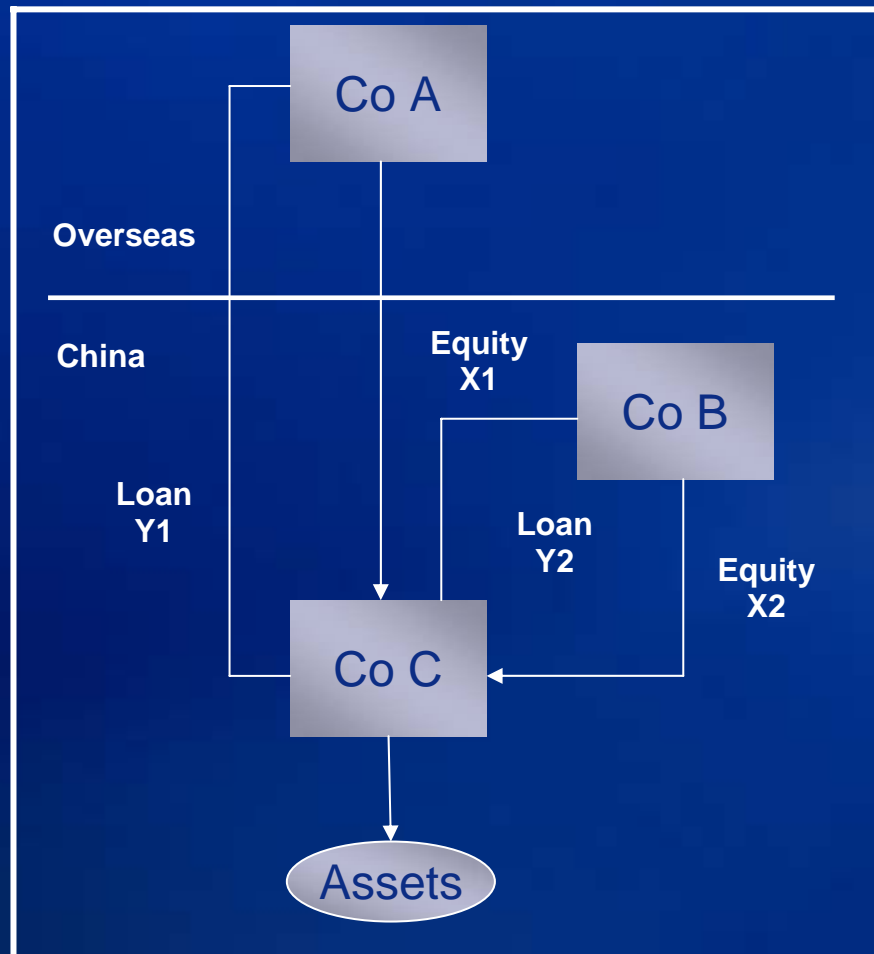 Co A
Overseas
China
Equity
X1
Co B
Loan
Y1
Loan
Y2
Equity
X2
Co C
Assets